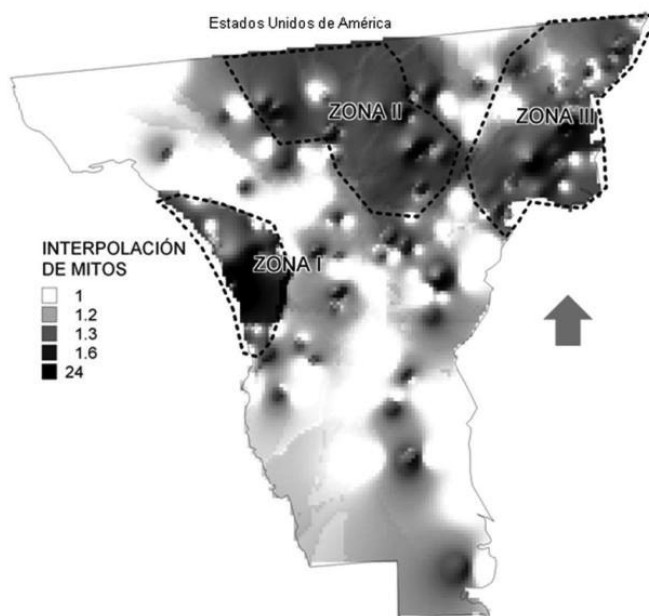 Estados Unidos de América
ZONA II
ZONA III
ZONA I
INTERPOLACIÓN
DE MITOS
1
1.2
1.3
1.6
24